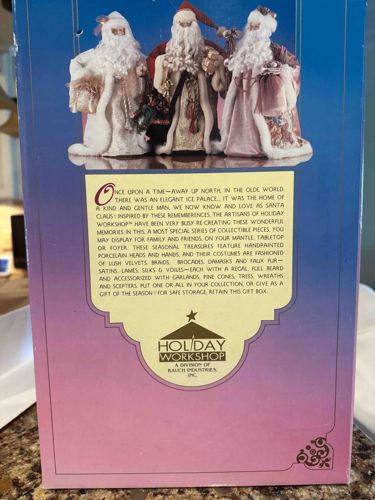 ONCE UPON A TIME—AWAY UP NORTH, IN THE OLDE WORLD,
THERE WAS AN ELEGANT ICE PALACE... IT WAS THE HOME OF
A KIND AND GENTLE MAN, WE NOW KNOW AND LOVE AS SANTA
CLAUS! INSPIRED BY THESE REMEMBERENCES, THE ARTISANS OF HOLIDAY
WORKSHOP™ HAVE BEEN VERY BUSY RE-CREATING THESE WONDERFUL
MEMORIES IN THIS, A MOST SPECIAL SERIES OF COLLECTIBLE PIECES, YOU
MAY DISPLAY FOR FAMILY AND FRIENDS, ON YOUR MANTLE, TABLETOP
OR FOYER. THESE SEASONAL TREASURES FEATURE HANDPAINTED
PORCELAIN HEADS AND HANDS, AND THEIR COSTUMES ARE FASHIONED
OF LUSH VELVETS, BRAIDS, BROCADES, DAMASKS AND FAUX FUR—
SATINS, LAMÉS, SILKS & VOILES—EACH WITH A REGAL, FULL BEARD
AND ACCESSORIZED WITH GARLANDS, PINE CONES, TREES, WREATHS
AND SCEPTERS. PUT ONE OR ALL IN YOUR COLLECTION, OR GIVE AS A
GIFT OF THE SEASON! FOR SAFE STORAGE, RETAIN THIS GIFT BOX.
HOLIDAY
WORKSHOP
A DIVISION OF
RAUCH INDUSTRIES,
INC.